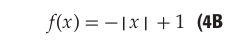 f(x) = −|x| + 1 (4B